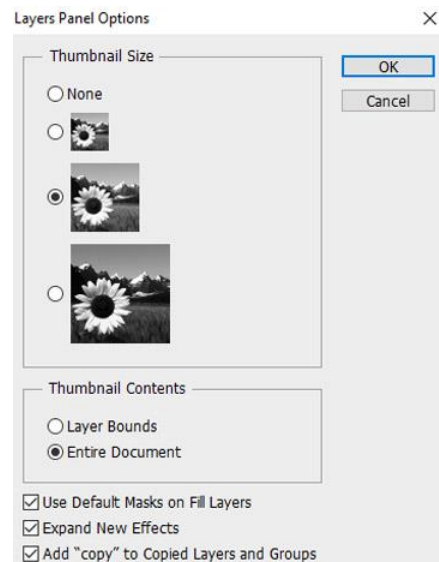 Layers Panel Options
Thumbnail Size
OK
None
Cancel
Thumbnail Contents
Layer Bounds
Entire Document
Use Default Masks on Fill Layers
Expand New Effects
Add “copy” to Copied Layers and Groups